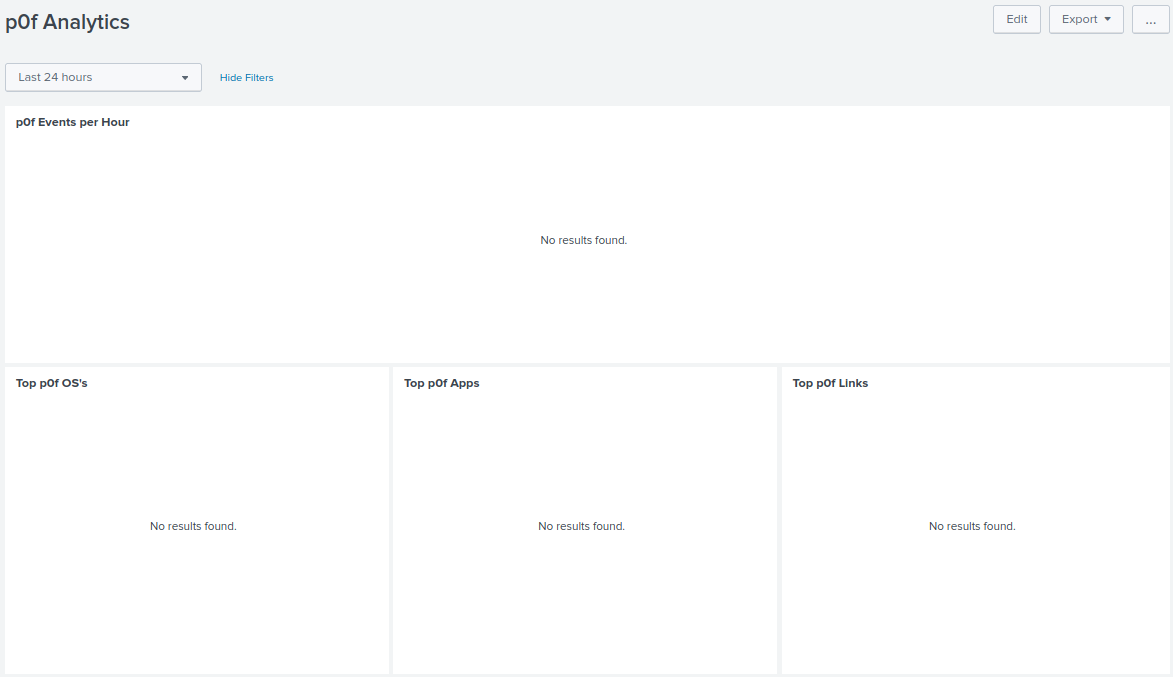 p0f Analytics
Edit
Export
...
Last 24 hours
Hide Filters
p0f Events per Hour
No results found.
Top p0f OS's
Top p0f Apps
Top p0f Links
No results found.
No results found.
No results found.